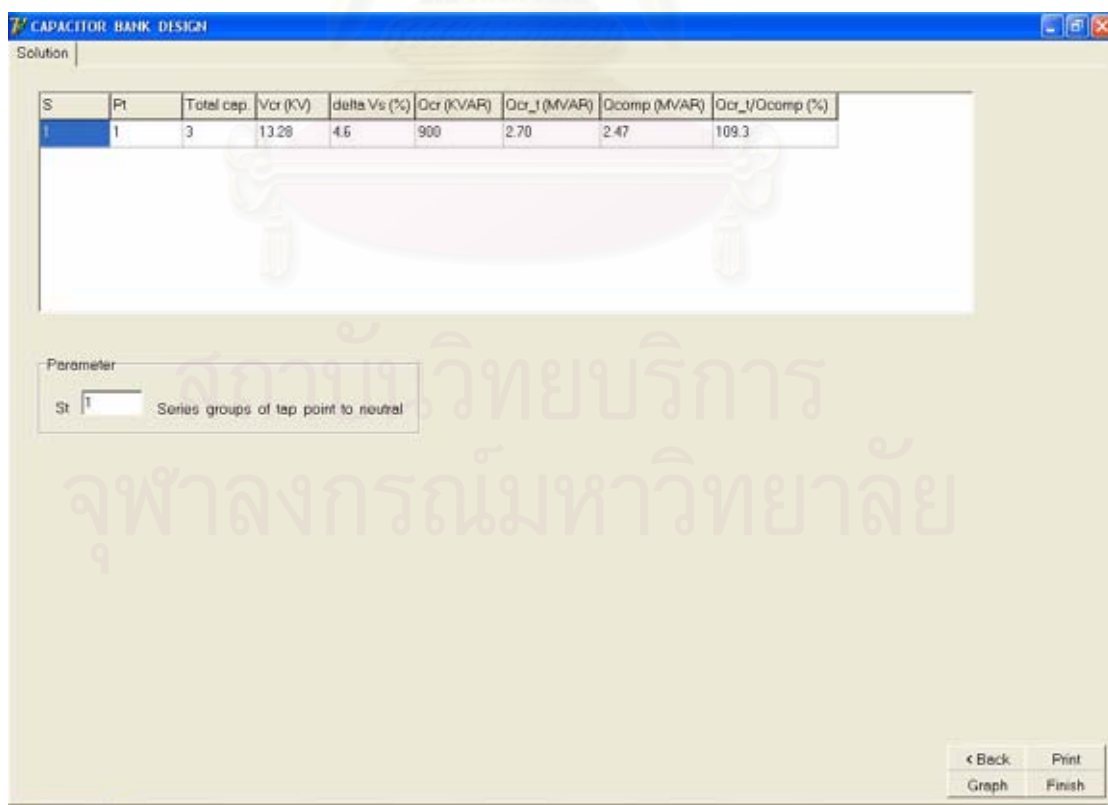 CAPACITOR BANK DESIGN
Solution
S Pt Total cap. Vcr (KV) delta Vs (%) Qcr (KVAR) Qcr_t (MVAR) Qcomp (MVAR) Qcr_t/Qcomp (%)
1 1 3 13.28 4.6 900 2.70 2.47 109.3
Parameter
St 1 Series groups of tap point to neutral
สถาบันวิทยบริการ
จุฬาลงกรณ์มหาวิทยาลัย
< Back Print
Graph Finish